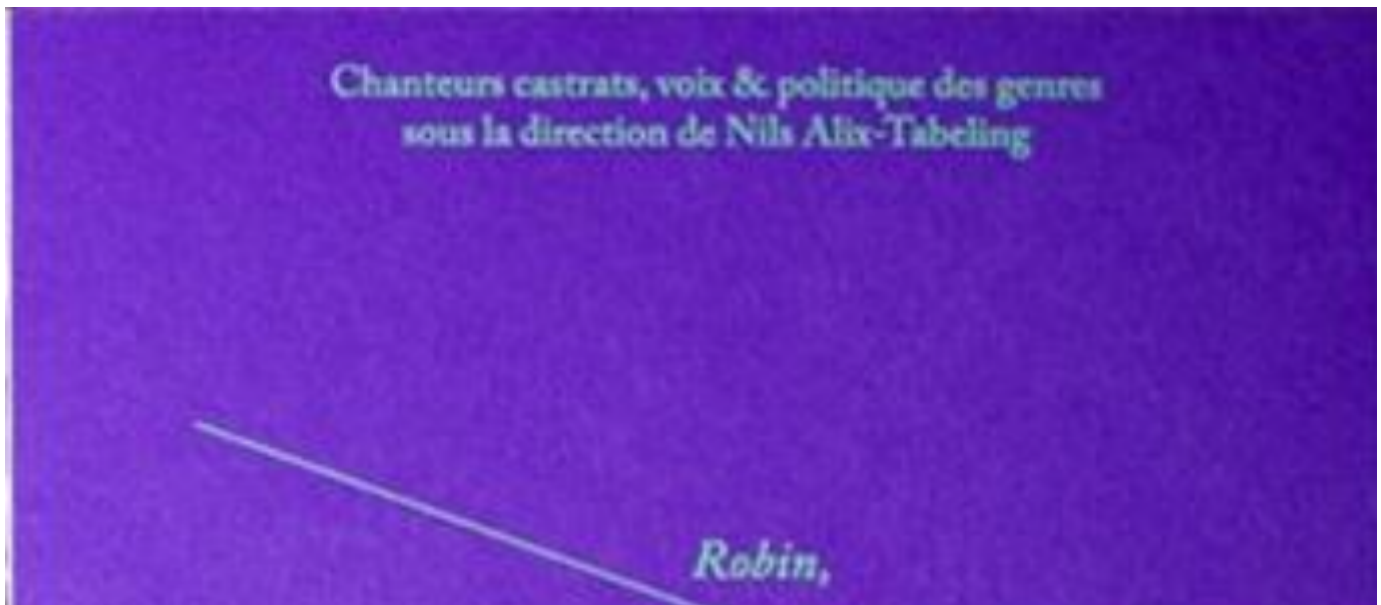 Chanteurs castrats, voix & politique des genres
sous la direction de Nils Alix-Tabeling
Robin,